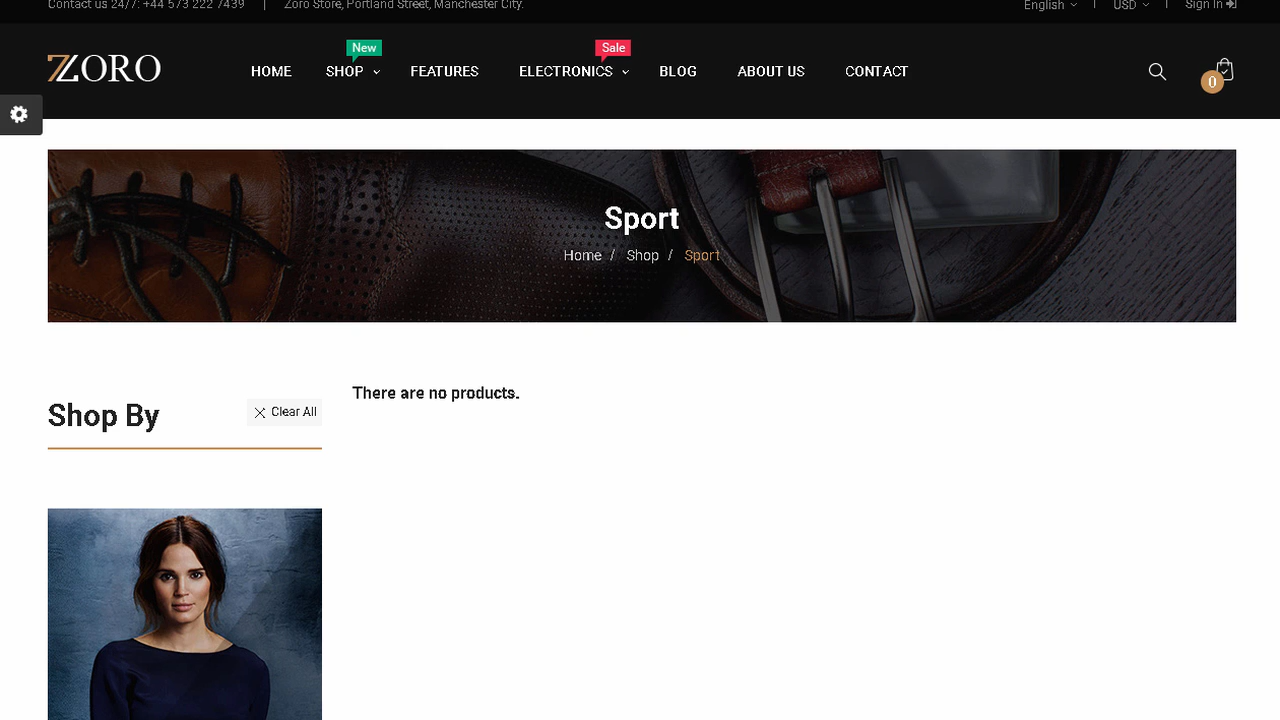 Contact us 24/7: +44 573 222 7439 | Zoro Store, Portland Street, Manchester City.
English | USD | Sign In
ZORO
New
Sale
HOME SHOP FEATURES ELECTRONICS BLOG ABOUT US CONTACT
0
Sport
Home / Shop / Sport
There are no products.
Shop By
Clear All